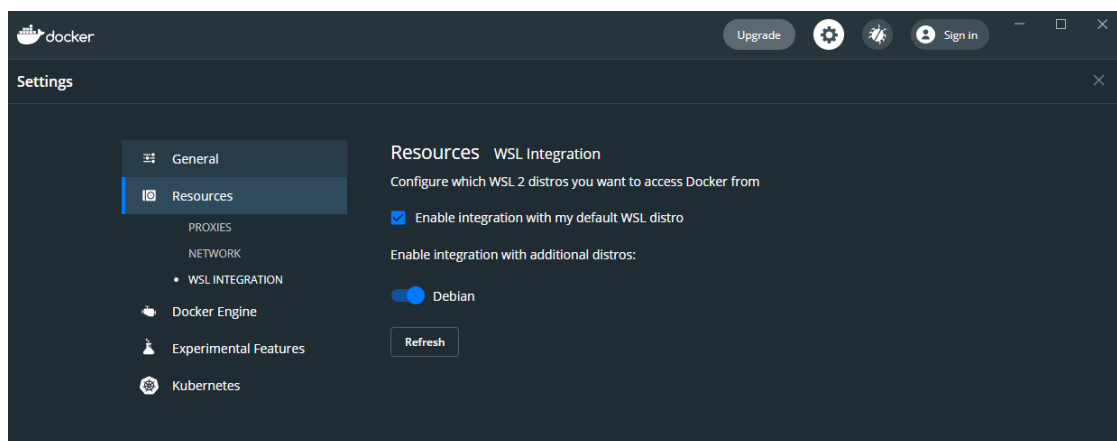 docker
Upgrade
Sign in
Settings
General
Resources
PROXIES
NETWORK
WSL INTEGRATION
Docker Engine
Experimental Features
Kubernetes
Resources WSL Integration
Configure which WSL 2 distros you want to access Docker from
Enable integration with my default WSL distro
Enable integration with additional distros:
Debian
Refresh